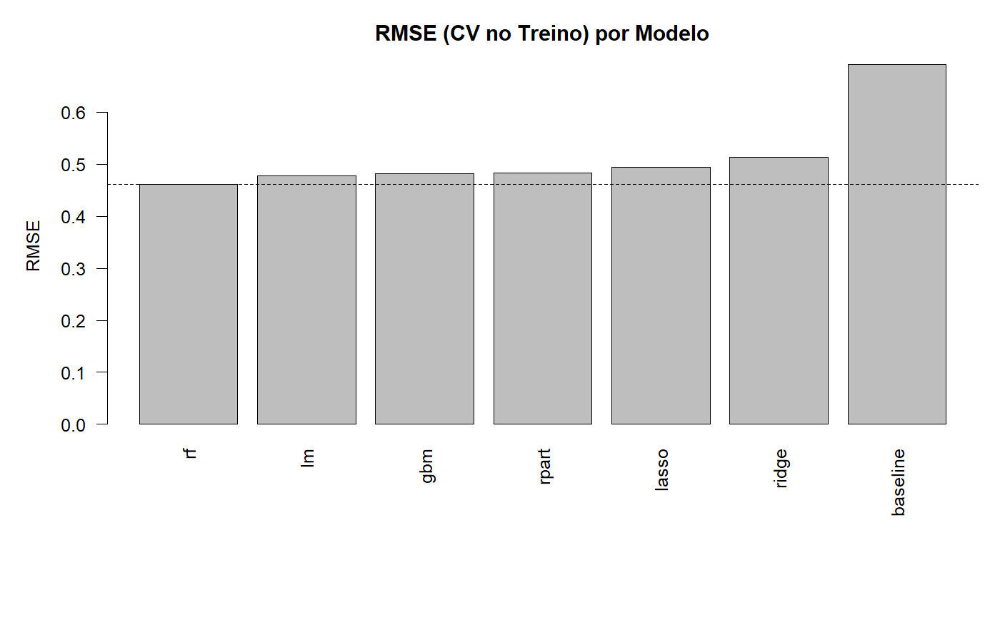 RMSE (CV no Treino) por Modelo
RMSE
0.6
0.5
0.4
0.3
0.2
0.1
0.0
rf
lm
gbm
rpart
lasso
ridge
baseline